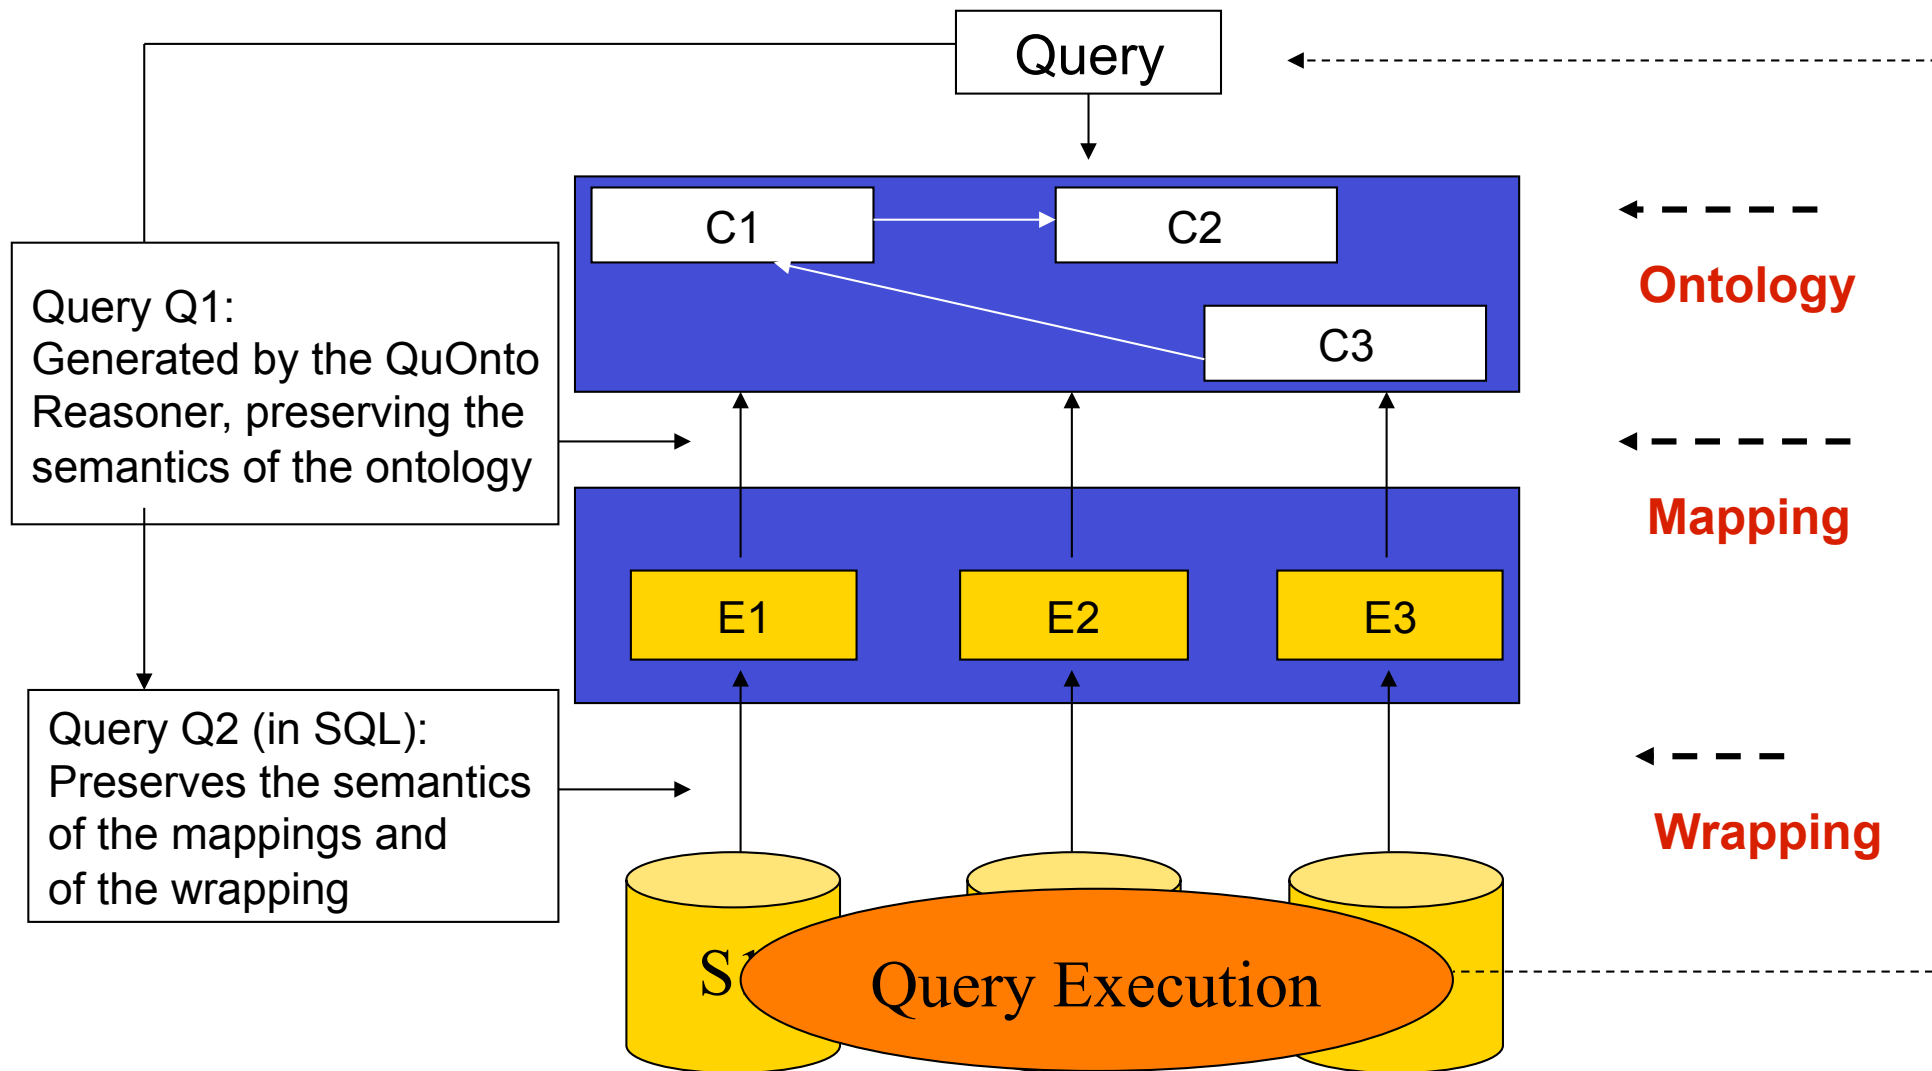 Query
C1
C2
Ontology
Query Q1:
Generated by the QuOnto
Reasoner, preserving the
semantics of the ontology
C3
Mapping
E1
E2
E3
Query Q2 (in SQL):
Preserves the semantics
of the mappings and
of the wrapping
Wrapping
Query Execution